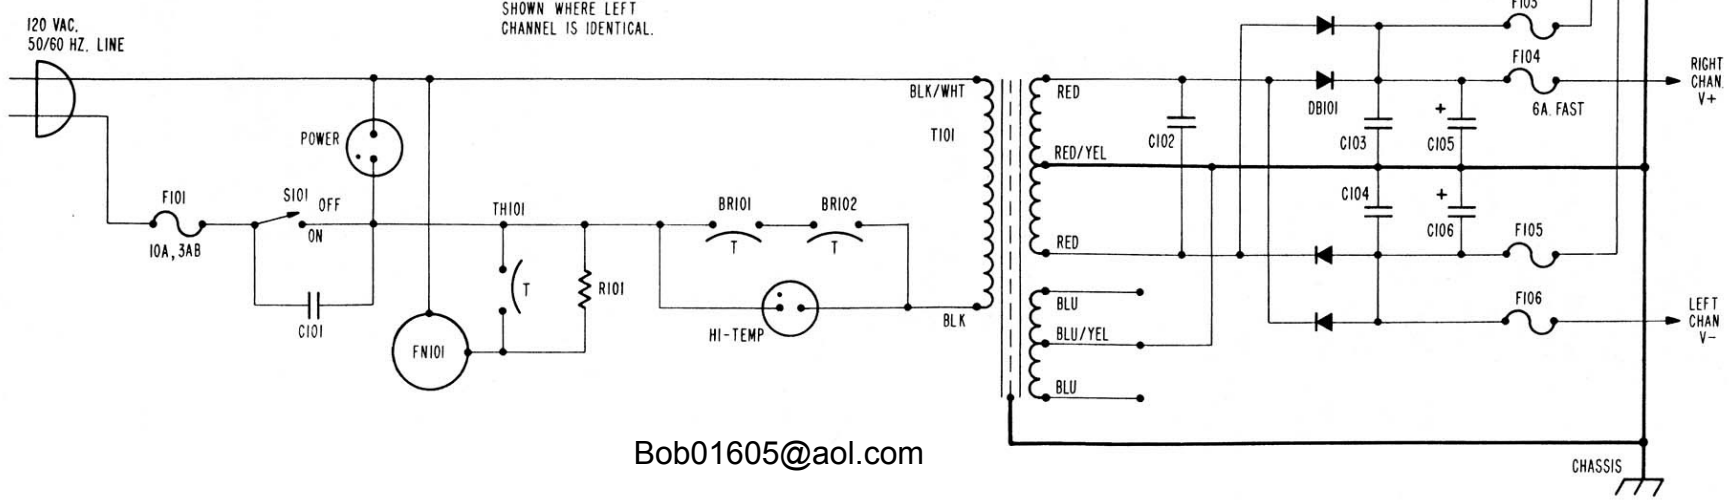 SHOWN WHERE LEFT
CHANNEL IS IDENTICAL.
120 VAC.
50/60 HZ. LINE
POWER
F101
10A, 3AB
S101
OFF
ON
C101
FN101
TH101
T
R101
BR101
T
BR102
T
HI-TEMP
BLK/WHT
T101
BLK
RED
RED/YEL
RED
BLU
BLU/YEL
BLU
C102
DB101
C103
C104
+
C105
+
C106
F103
F104
6A. FAST
F105
F106
RIGHT
CHAN.
V+
LEFT
CHAN
V-
CHASSIS
Bob01605@aol.com